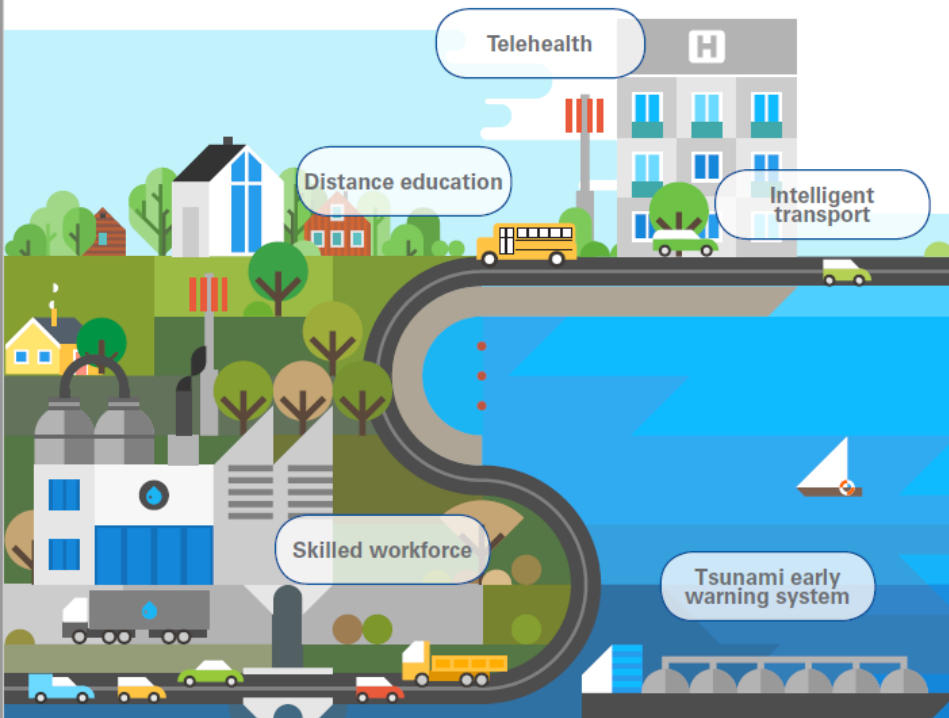 Telehealth
H
Distance education
Intelligent
transport
Skilled workforce
Tsunami early
warning system